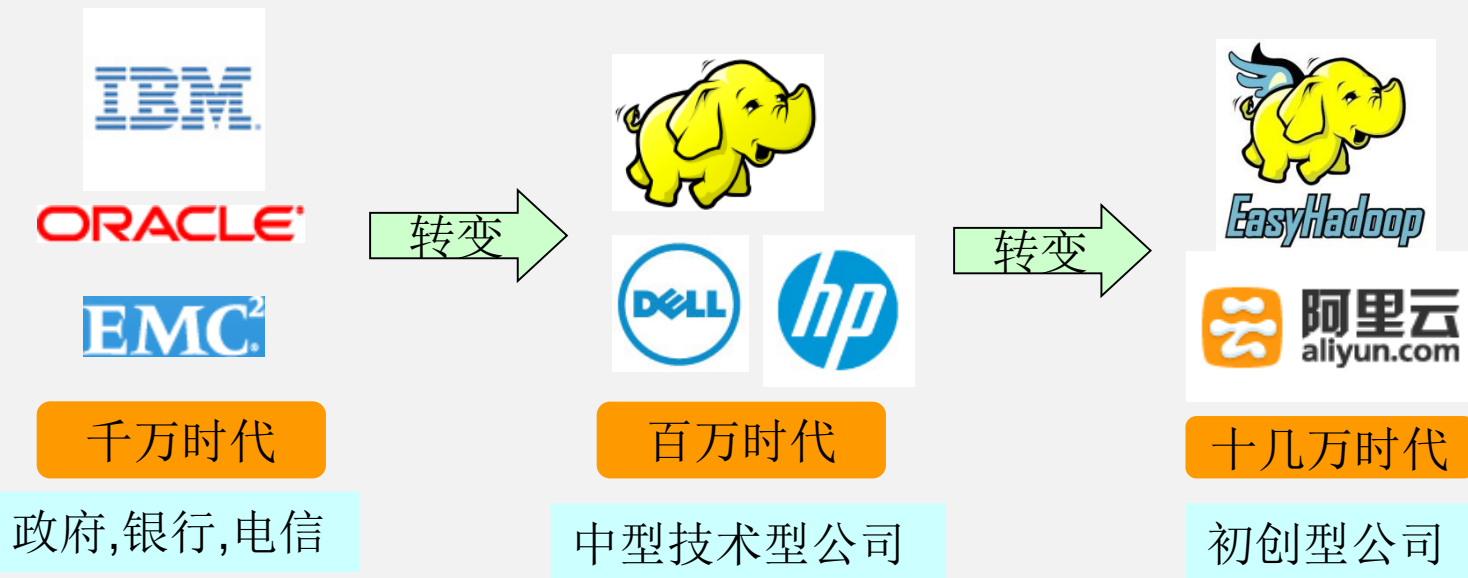 IBM.
ORACLE
EMC²
千万时代
政府,银行,电信
转变
DELL
hp
百万时代
中型技术型公司
转变
EasyHadoop
阿里云
aliyun.com
十几万时代
初创型公司